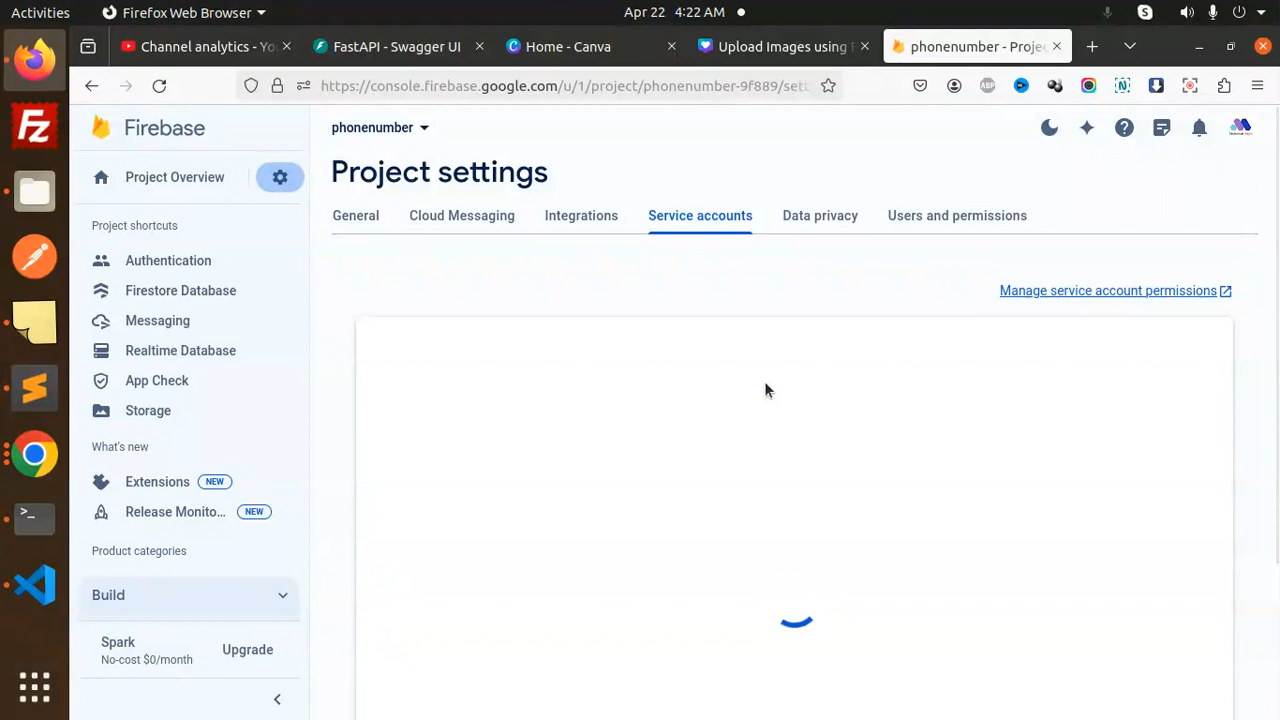 Activities
Firefox Web Browser
Apr 22 4:22 AM
Channel analytics - Yo
FastAPI - Swagger UI
Home - Canva
Upload Images using F
phonenumber - Projec
https://console.firebase.google.com/u/1/project/phonenumber-9f889/sett
ABP
Firebase
phonenumber
Project Overview
Project settings
General
Cloud Messaging
Integrations
Service accounts
Data privacy
Users and permissions
Project shortcuts
Authentication
Firestore Database
Manage service account permissions
Messaging
Realtime Database
App Check
Storage
What's new
Extensions NEW
Release Monito... NEW
Product categories
Build
Spark
No-cost $0/month
Upgrade